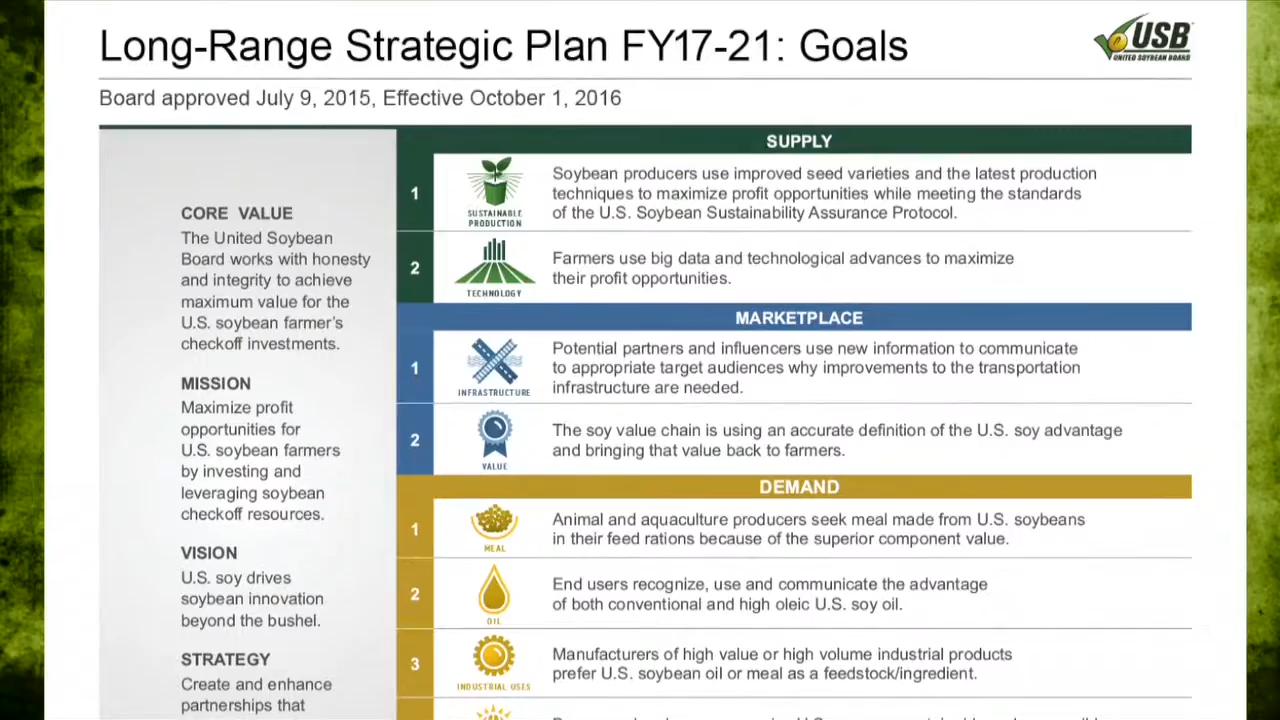 Long-Range Strategic Plan FY17-21: Goals
USB
UNITED SOYBEAN BOARD
Board approved July 9, 2015, Effective October 1, 2016
CORE VALUE
The United Soybean
Board works with honesty
and integrity to achieve
maximum value for the
U.S. soybean farmer's
checkoff investments.
MISSION
Maximize profit
opportunities for
U.S. soybean farmers
by investing and
leveraging soybean
checkoff resources.
VISION
U.S. soy drives
soybean innovation
beyond the bushel.
STRATEGY
Create and enhance
partnerships that
SUPPLY
1
SUSTAINABLE
PRODUCTION
Soybean producers use improved seed varieties and the latest production
techniques to maximize profit opportunities while meeting the standards
of the U.S. Soybean Sustainability Assurance Protocol.
2
TECHNOLOGY
Farmers use big data and technological advances to maximize
their profit opportunities.
MARKETPLACE
1
INFRASTRUCTURE
Potential partners and influencers use new information to communicate
to appropriate target audiences why improvements to the transportation
infrastructure are needed.
2
VALUE
The soy value chain is using an accurate definition of the U.S. soy advantage
and bringing that value back to farmers.
DEMAND
1
MEAL
Animal and aquaculture producers seek meal made from U.S. soybeans
in their feed rations because of the superior component value.
2
OIL
End users recognize, use and communicate the advantage
of both conventional and high oleic U.S. soy oil.
3
INDUSTRIAL USES
Manufacturers of high value or high volume industrial products
prefer U.S. soybean oil or meal as a feedstock/ingredient.